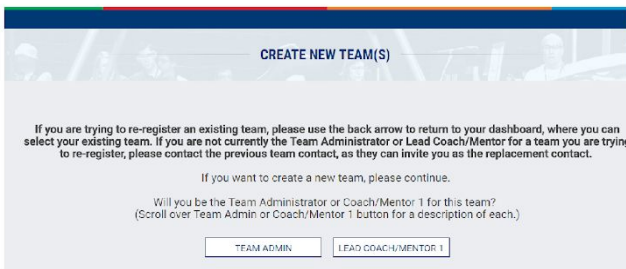 CREATE NEW TEAM(S)
If you are trying to re-register an existing team, please use the back arrow to return to your dashboard, where you can
select your existing team. If you are not currently the Team Administrator or Lead Coach/Mentor for a team you are trying
to re-register, please contact the previous team contact, as they can invite you as the replacement contact.
If you want to create a new team, please continue.
Will you be the Team Administrator or Coach/Mentor 1 for this team?
(Scroll over Team Admin or Coach/Mentor 1 button for a description of each.)
TEAM ADMIN LEAD COACH/MENTOR 1